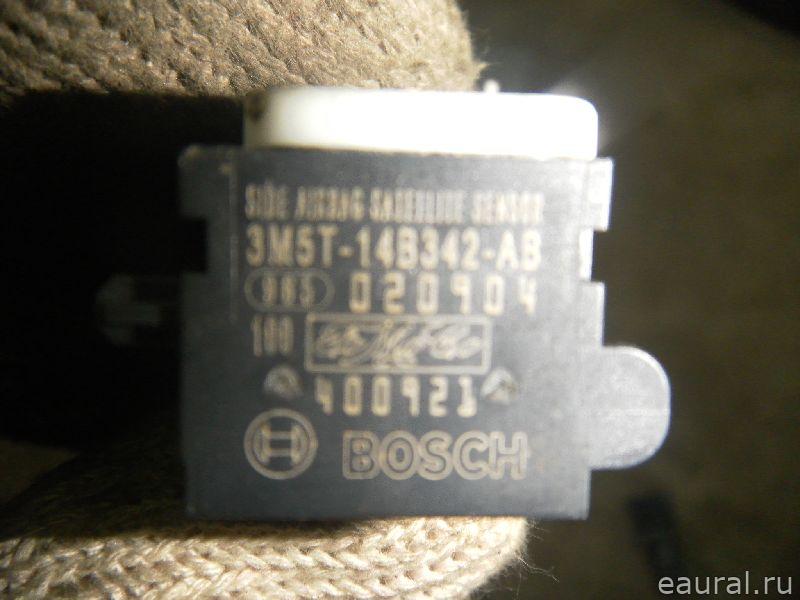 SIDE AIRBAG SATELLITE SENSOR
3M5T-14B342-AB
020904
100
400921
BOSCH
eaural.ru